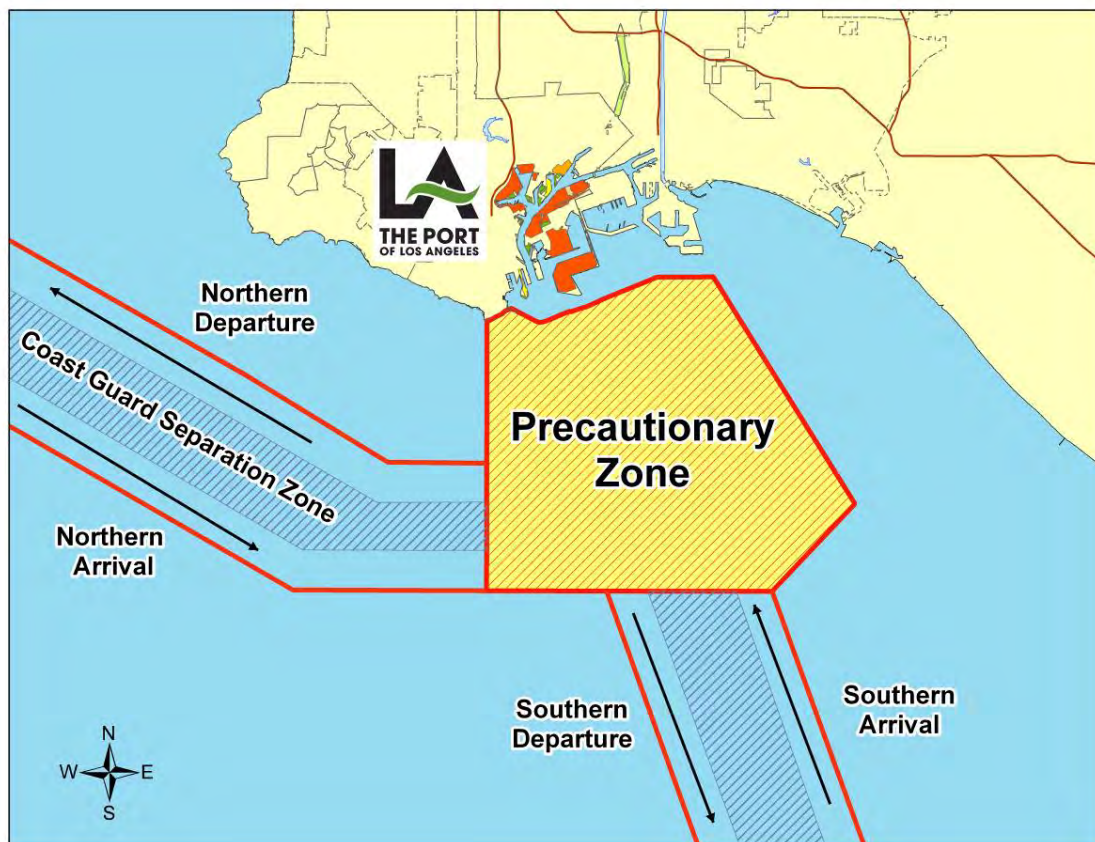 LA
THE PORT
OF LOS ANGELES
Northern
Departure
Coast Guard Separation Zone
Northern
Arrival
Precautionary
Zone
Southern
Departure
Southern
Arrival
N
W E
S